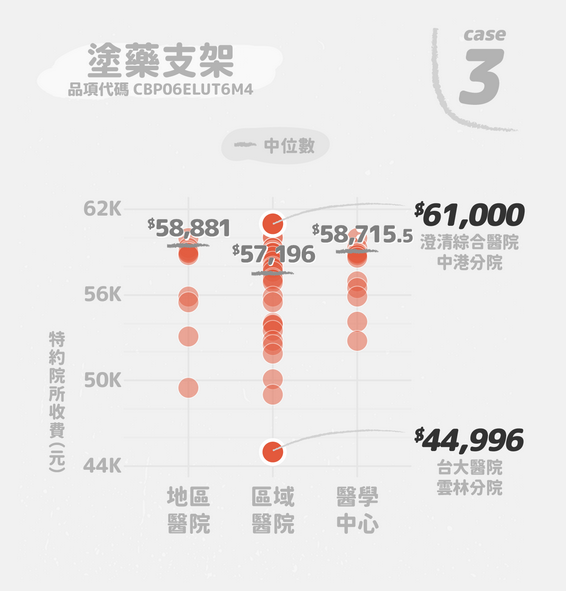 case
3
塗藥支架
品項代碼 CBP06ELUT6M4
中位數
62K
56K
50K
44K
特約院所收費(元)
$58,881
$57,196
$58,715.5
$61,000
澄清綜合醫院
中港分院
$44,996
台大醫院
雲林分院
地區
醫院
區域
醫院
醫學
中心